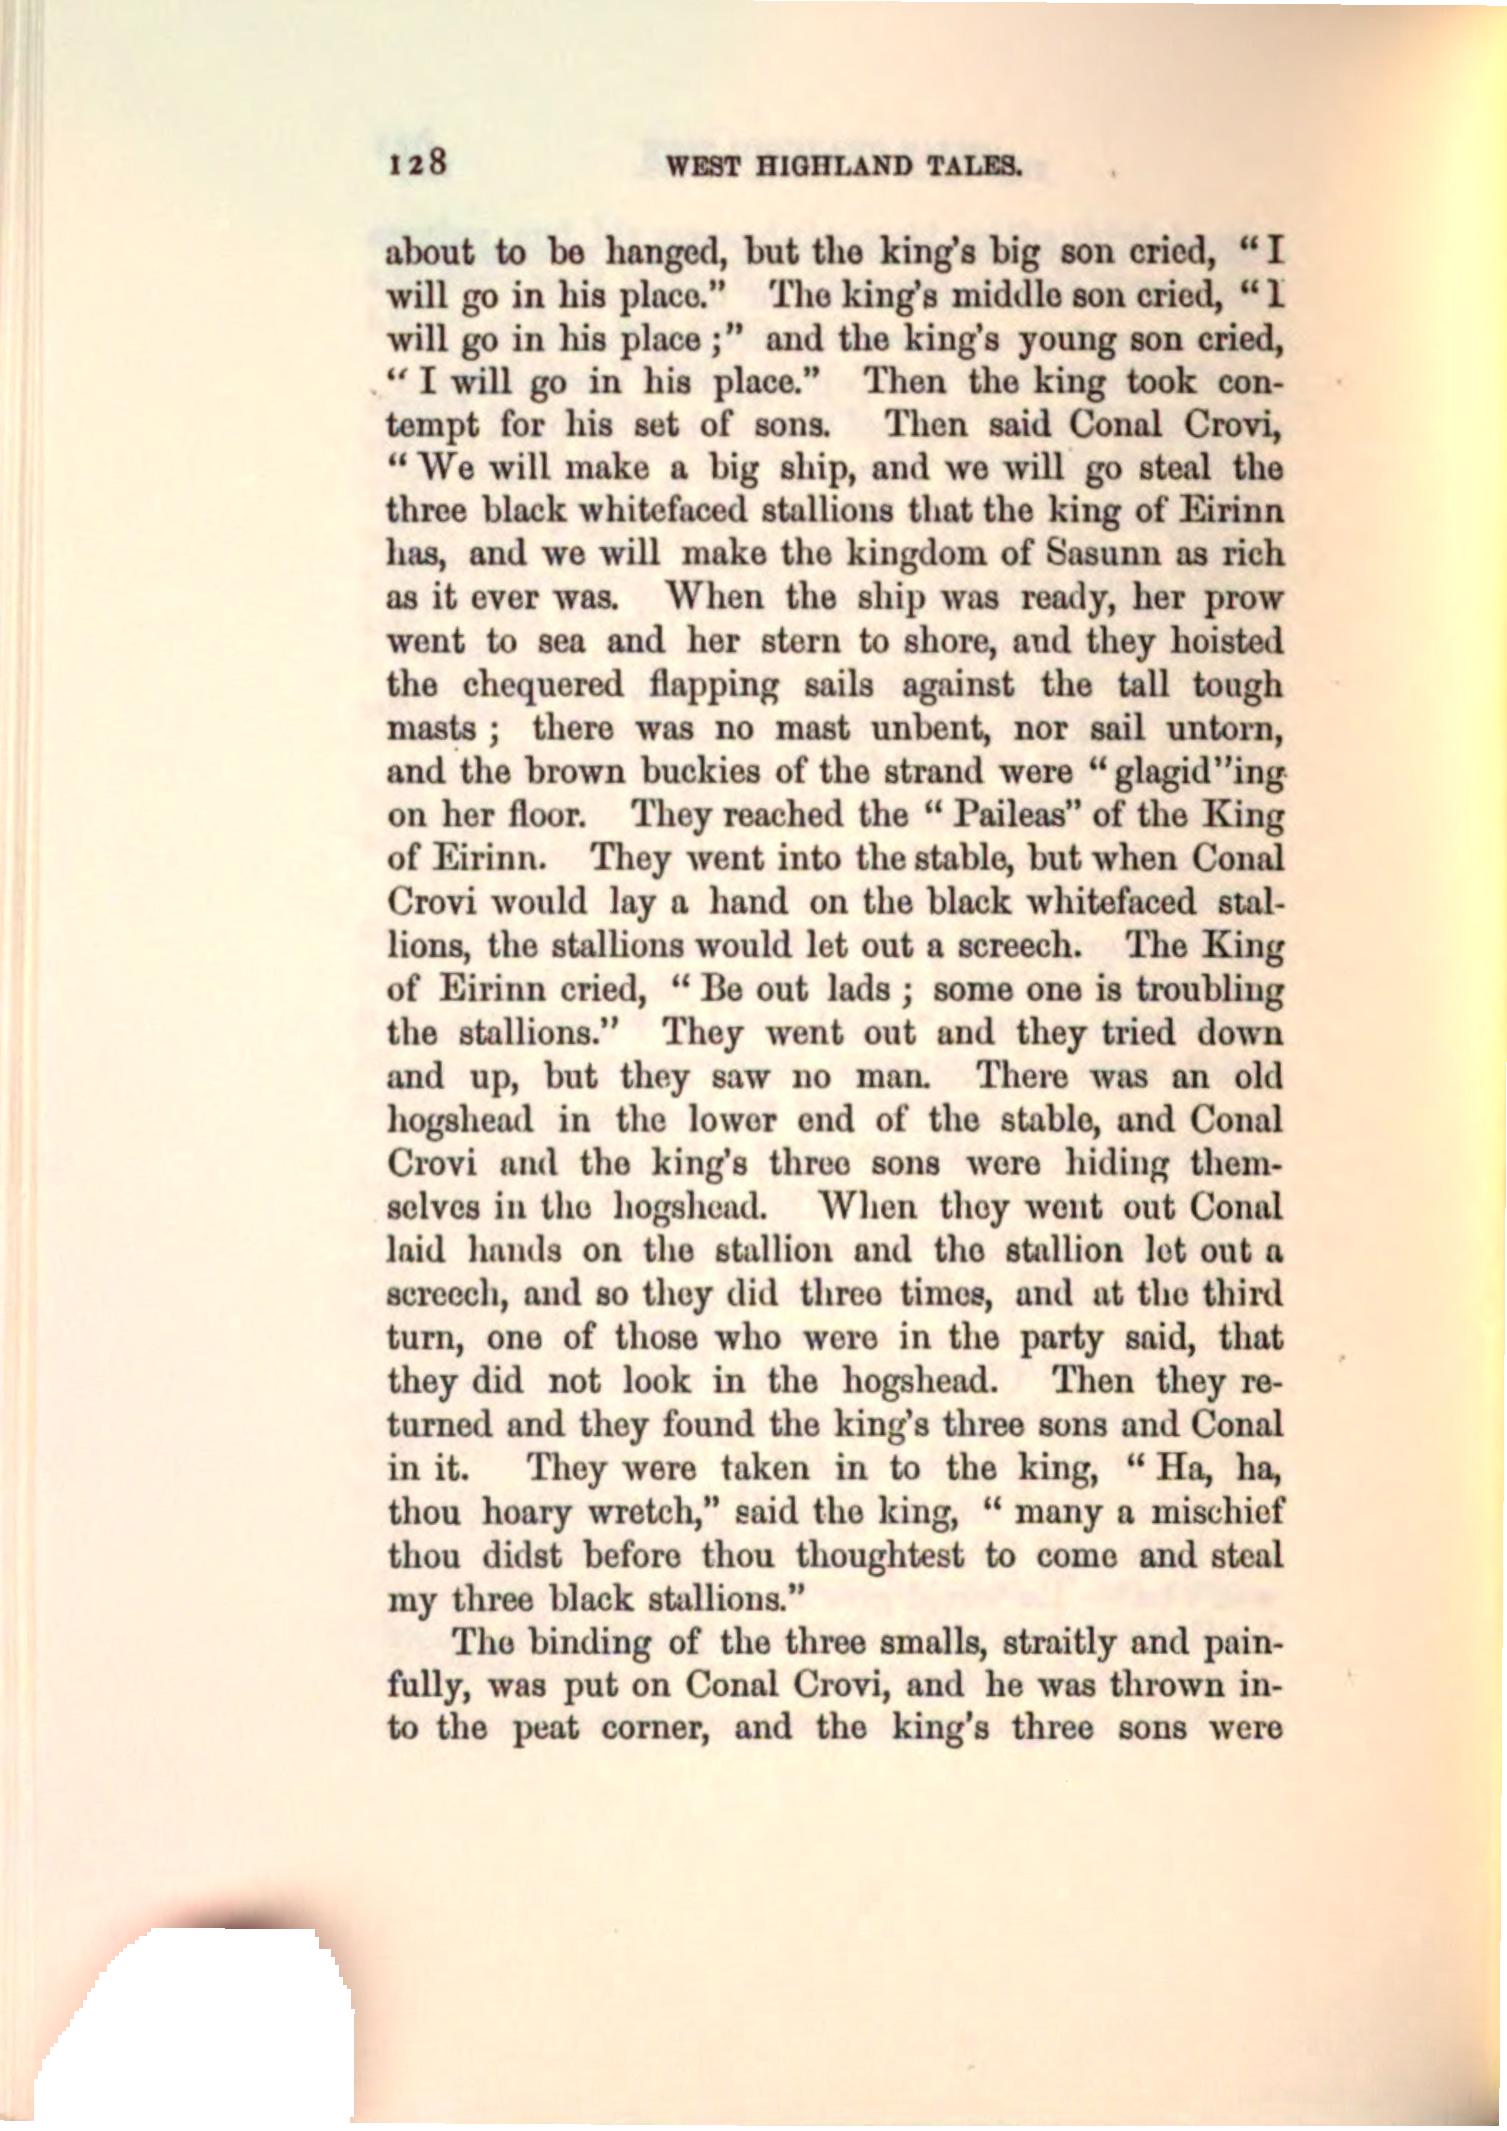 128 WEST HIGHLAND TALES.
about to be hanged, but the king's big son cried, “ I
will go in his place.” The king's middle son cried, “ I
will go in his place ;” and the king's young son cried,
“ I will go in his place.” Then the king took con-
tempt for his set of sons. Then said Conal Crovi,
“ We will make a big ship, and we will go steal the
three black whitefaced stallions that the king of Eirinn
has, and we will make the kingdom of Sasunn as rich
as it ever was. When the ship was ready, her prow
went to sea and her stern to shore, and they hoisted
the chequered flapping sails against the tall tough
masts ; there was no mast unbent, nor sail untorn,
and the brown buckies of the strand were “ glagid”ing
on her floor. They reached the “ Paileas” of the King
of Eirinn. They went into the stable, but when Conal
Crovi would lay a hand on the black whitefaced stal-
lions, the stallions would let out a screech. The King
of Eirinn cried, “ Be out lads ; some one is troubling
the stallions.” They went out and they tried down
and up, but they saw no man. There was an old
hogshead in the lower end of the stable, and Conal
Crovi and the king's three sons were hiding them-
selves in the hogshead. When they went out Conal
laid hands on the stallion and the stallion let out a
screech, and so they did three times, and at the third
turn, one of those who were in the party said, that
they did not look in the hogshead. Then they re-
turned and they found the king's three sons and Conal
in it. They were taken in to the king, “ Ha, ha,
thou hoary wretch,” said the king, “ many a mischief
thou didst before thou thoughtest to come and steal
my three black stallions.”
The binding of the three smalls, straitly and pain-
fully, was put on Conal Crovi, and he was thrown in-
to the peat corner, and the king's three sons were